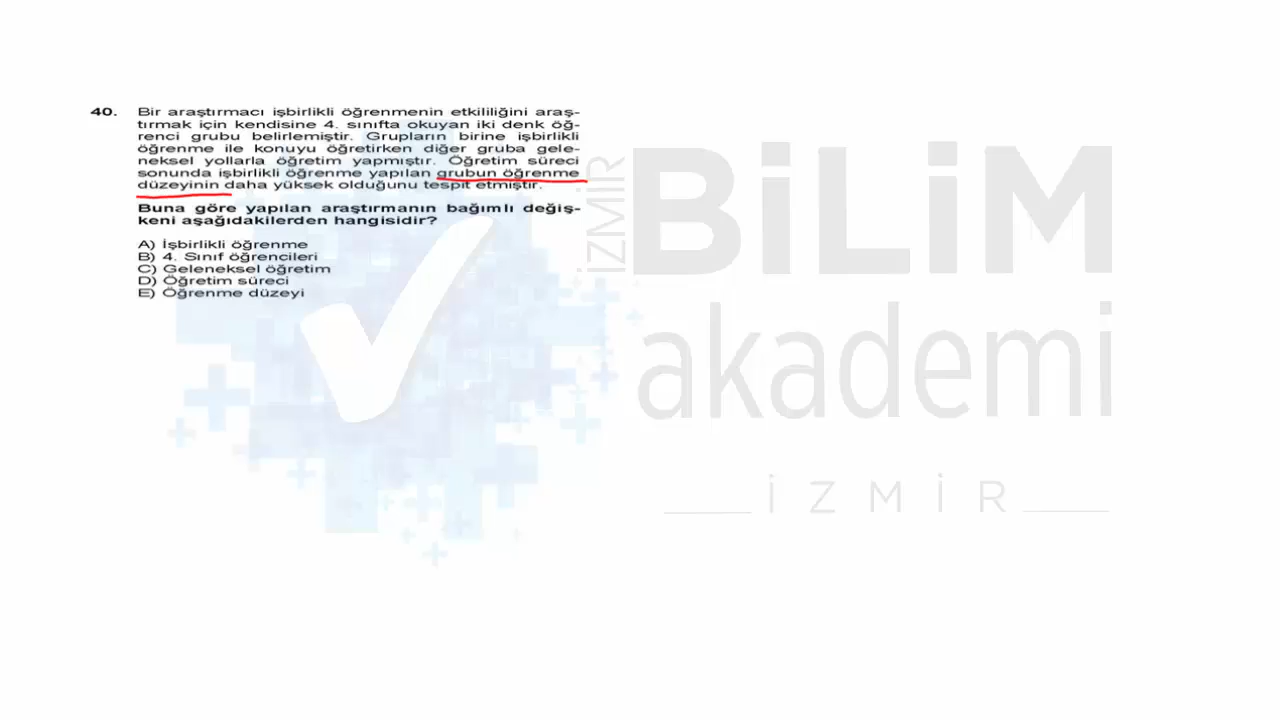 40. Bir araştırmacı işbirlikli öğrenmenin etkililiğini araş-
tırmak için kendisine 4. sınıfta okuyan iki denk öğ-
renci grubu belirlemiştir. Grupların birine işbirlikli
öğrenme ile konuyu öğretirken diğer gruba gele-
neksel yollarla öğretim yapmıştır. Öğretim süreci
sonunda işbirlikli öğrenme yapılan grubun öğrenme
düzeyinin daha yüksek olduğunu tespit etmiştir.
Buna göre yapılan araştırmanın bağımlı değiş-
keni aşağıdakilerden hangisidir?
A) İşbirlikli öğrenme
B) 4. Sınıf öğrencileri
C) Geleneksel öğretim
D) Öğretim süreci
E) Öğrenme düzeyi
İZMİR
BİLİM
akademi
İZMİR